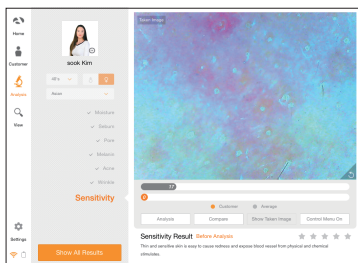 Home
Customer
Analysis
View
Settings
sook Kim
40's
Asian
Moisture
Sebum
Pore
Melanin
Acne
Wrinkle
Sensitivity
Show All Results
Taken Image
37
0
Customer
Average
Analysis
Compare
Show Taken Image
Control Menu On
Sensitivity Result Before Analysis
Thin and sensitive skin is easy to cause redness and expose blood vessel from physical and chemical
stimulates.